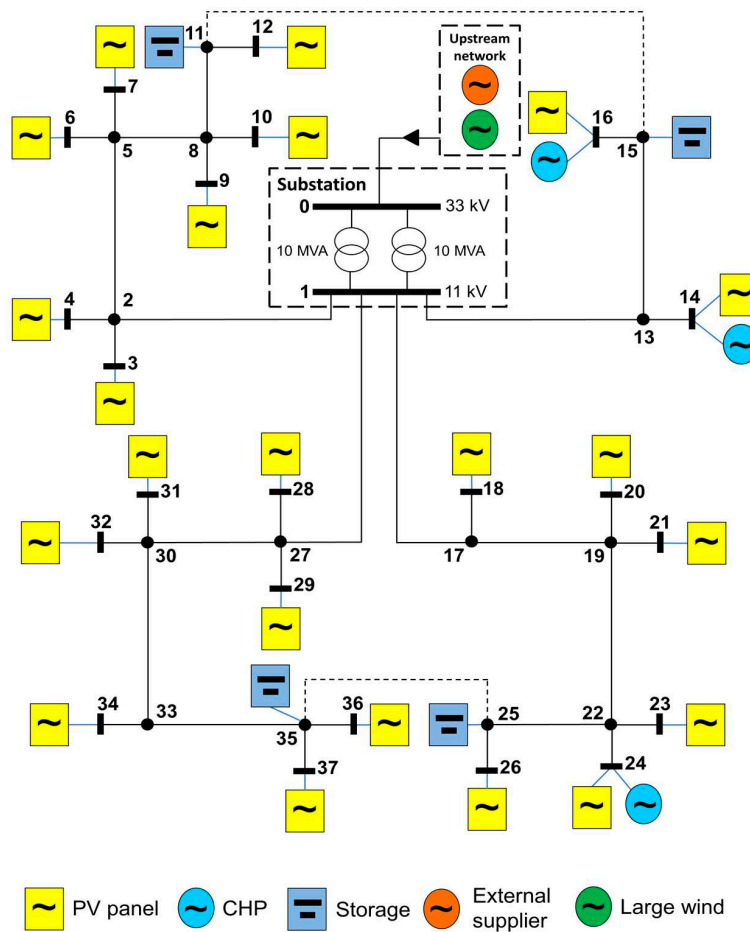 11
12
Upstream
network
7
6
10
16
5
8
15
9
Substation
0
33 kV
10 MVA
10 MVA
1
11 kV
4
2
14
13
3
31
28
18
20
32
21
30
27
17
19
29
34
36
25
23
33
35
22
37
26
24
PV panel
CHP
Storage
External
supplier
Large wind